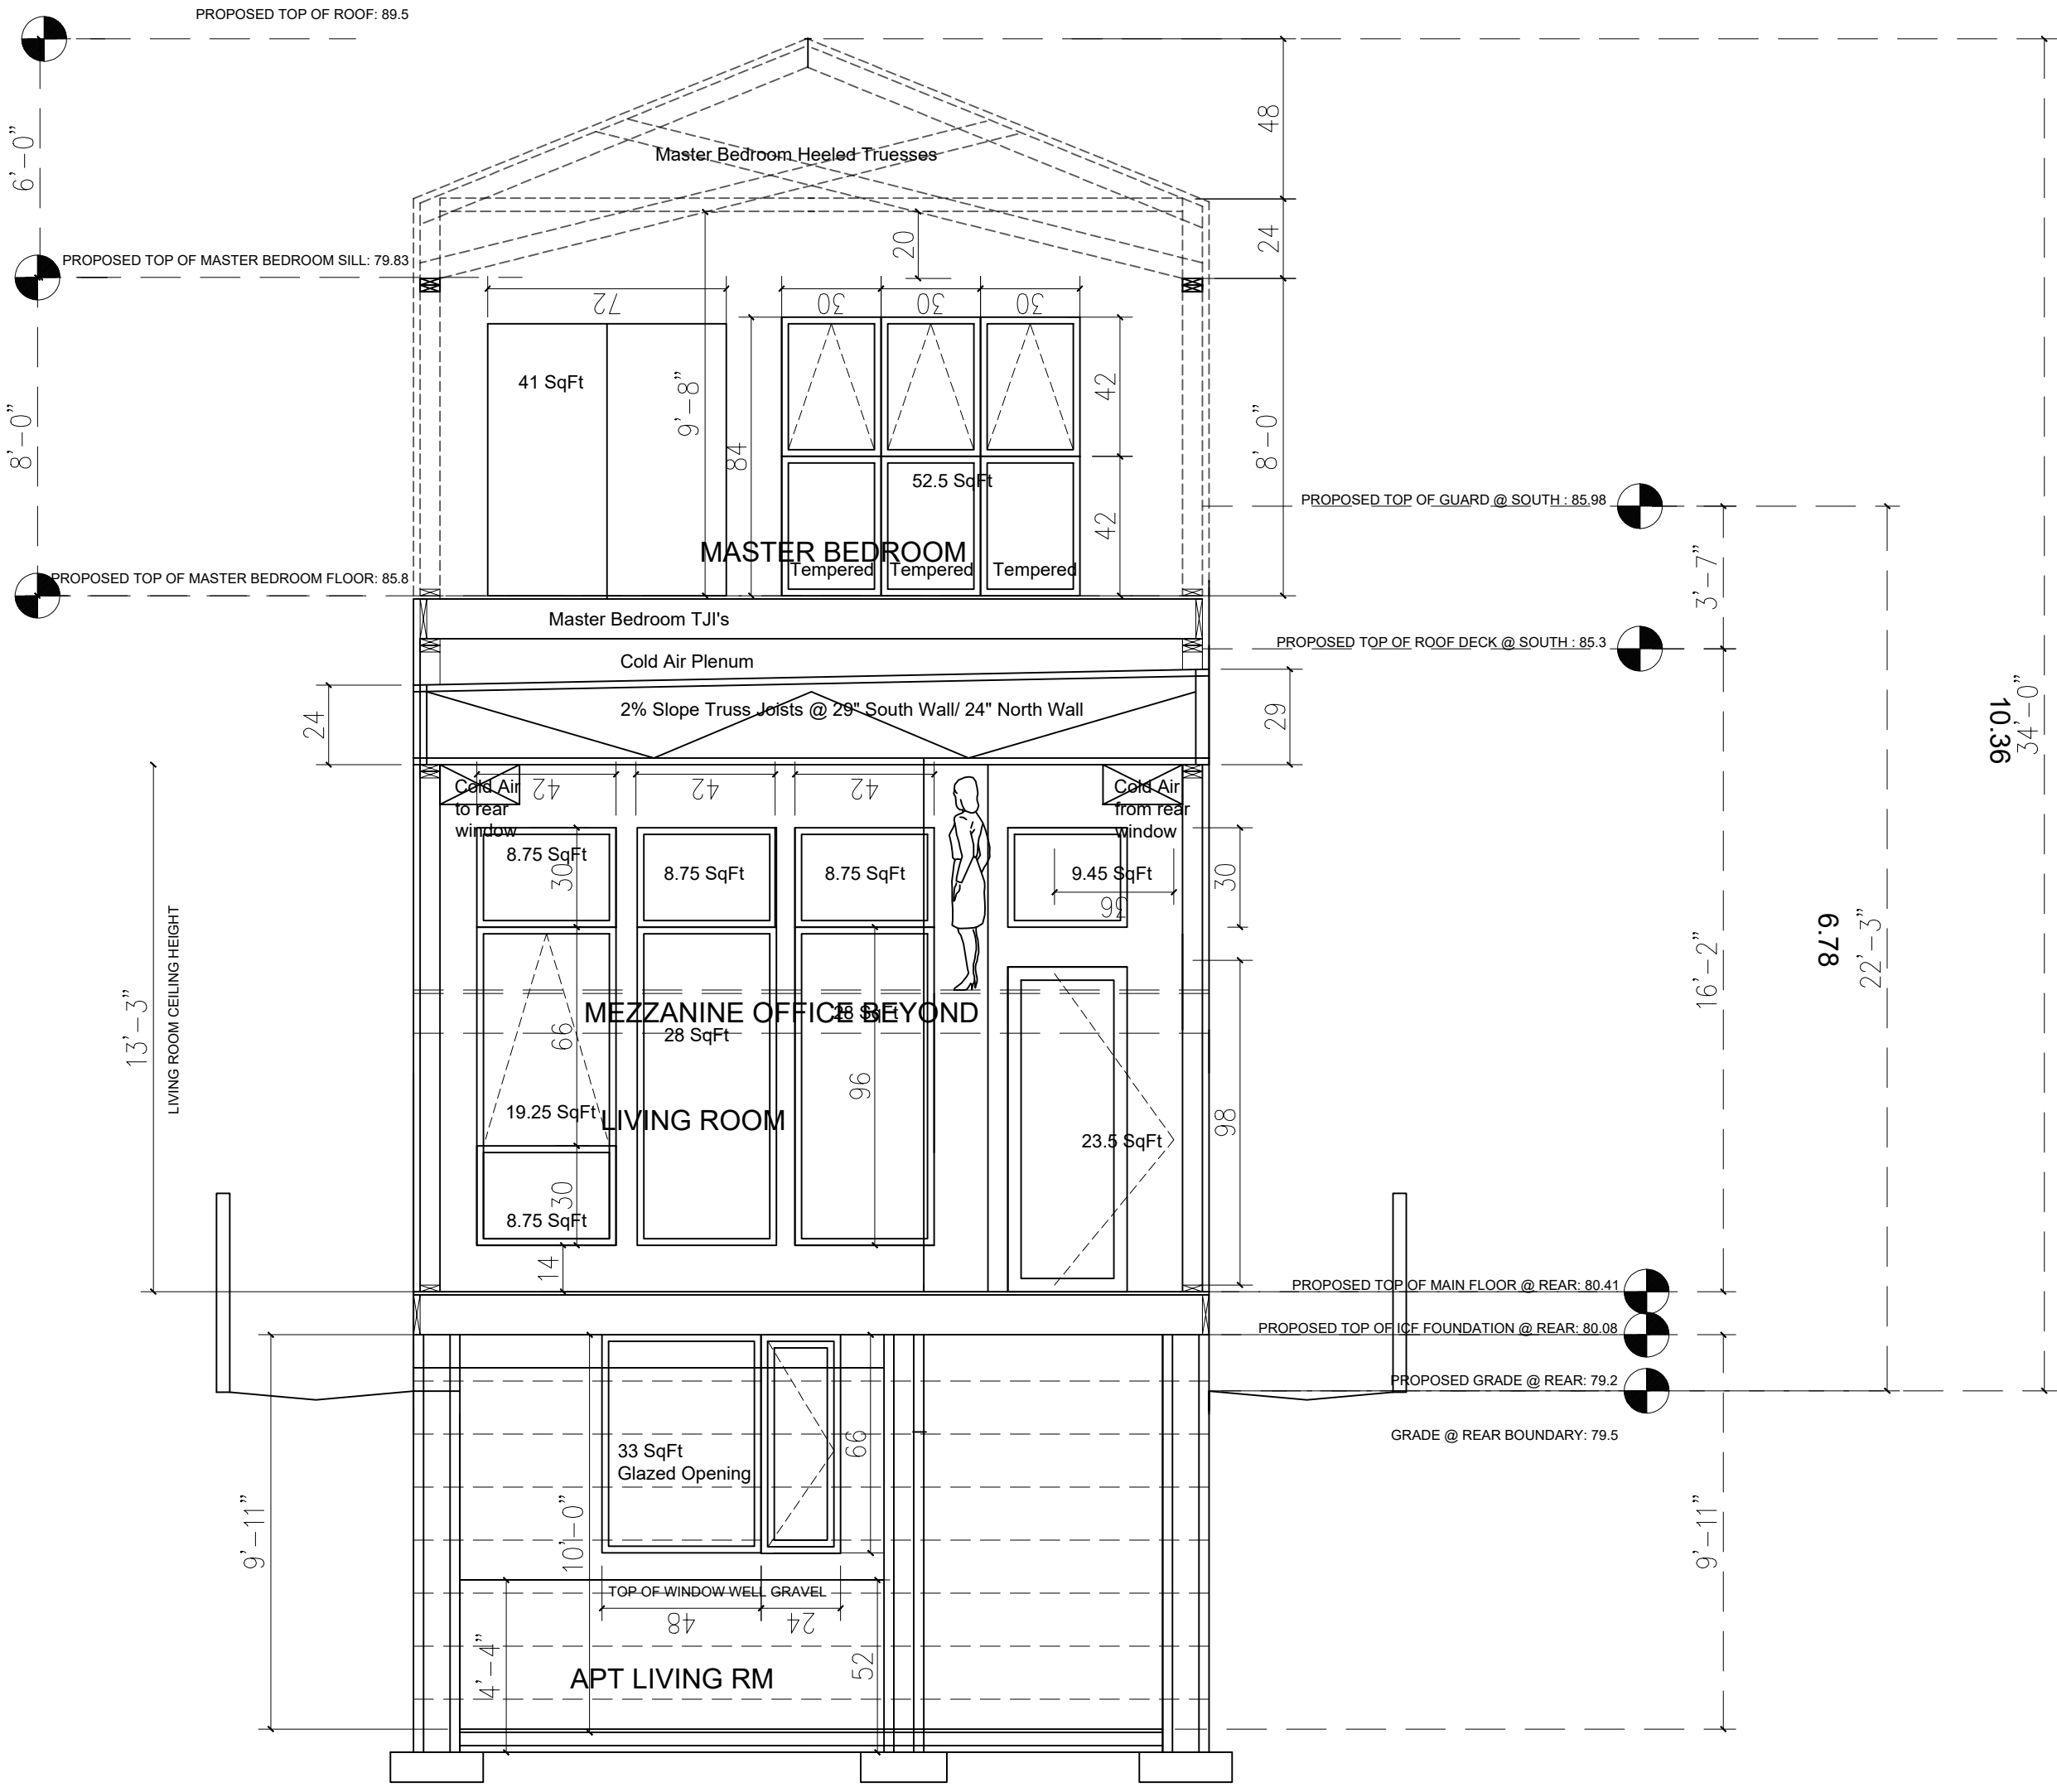 PROPOSED TOP OF ROOF: 89.5
48
6'-0"
Master Bedroom Heeled Truesses
24
20
PROPOSED TOP OF MASTER BEDROOM SILL: 79.83
72
30
30
30
41 SqFt
9'-8"
84
42
8'-0"
8'-0"
52.5 SqFt
PROPOSED TOP OF GUARD @ SOUTH : 85.98
42
MASTER BEDROOM
Tempered
Tempered
Tempered
3'-7"
PROPOSED TOP OF MASTER BEDROOM FLOOR: 85.8
Master Bedroom TJI's
PROPOSED TOP OF ROOF DECK @ SOUTH : 85.3
Cold Air Plenum
24
2% Slope Truss Joists @ 29" South Wall/ 24" North Wall
29
10.36
34'-0"
Cold Air
to rear
window
42
42
42
Cold Air
from rear
window
8.75 SqFt
30
8.75 SqFt
8.75 SqFt
9.45 SqFt
36
30
LIVING ROOM CEILING HEIGHT
13'-3"
6.78
22'-3"
16'-2"
MEZZANINE OFFICE BEYOND
28 SqFt
28 SqFt
66
96
19.25 SqFt
LIVING ROOM
98
23.5 SqFt
30
8.75 SqFt
14
PROPOSED TOP OF MAIN FLOOR @ REAR: 80.41
PROPOSED TOP OF ICF FOUNDATION @ REAR: 80.08
PROPOSED GRADE @ REAR: 79.2
GRADE @ REAR BOUNDARY: 79.5
33 SqFt
Glazed Opening
66
9'-11"
10'-0"
9'-11"
TOP OF WINDOW WELL GRAVEL
48
24
4'-4"
52
APT LIVING RM